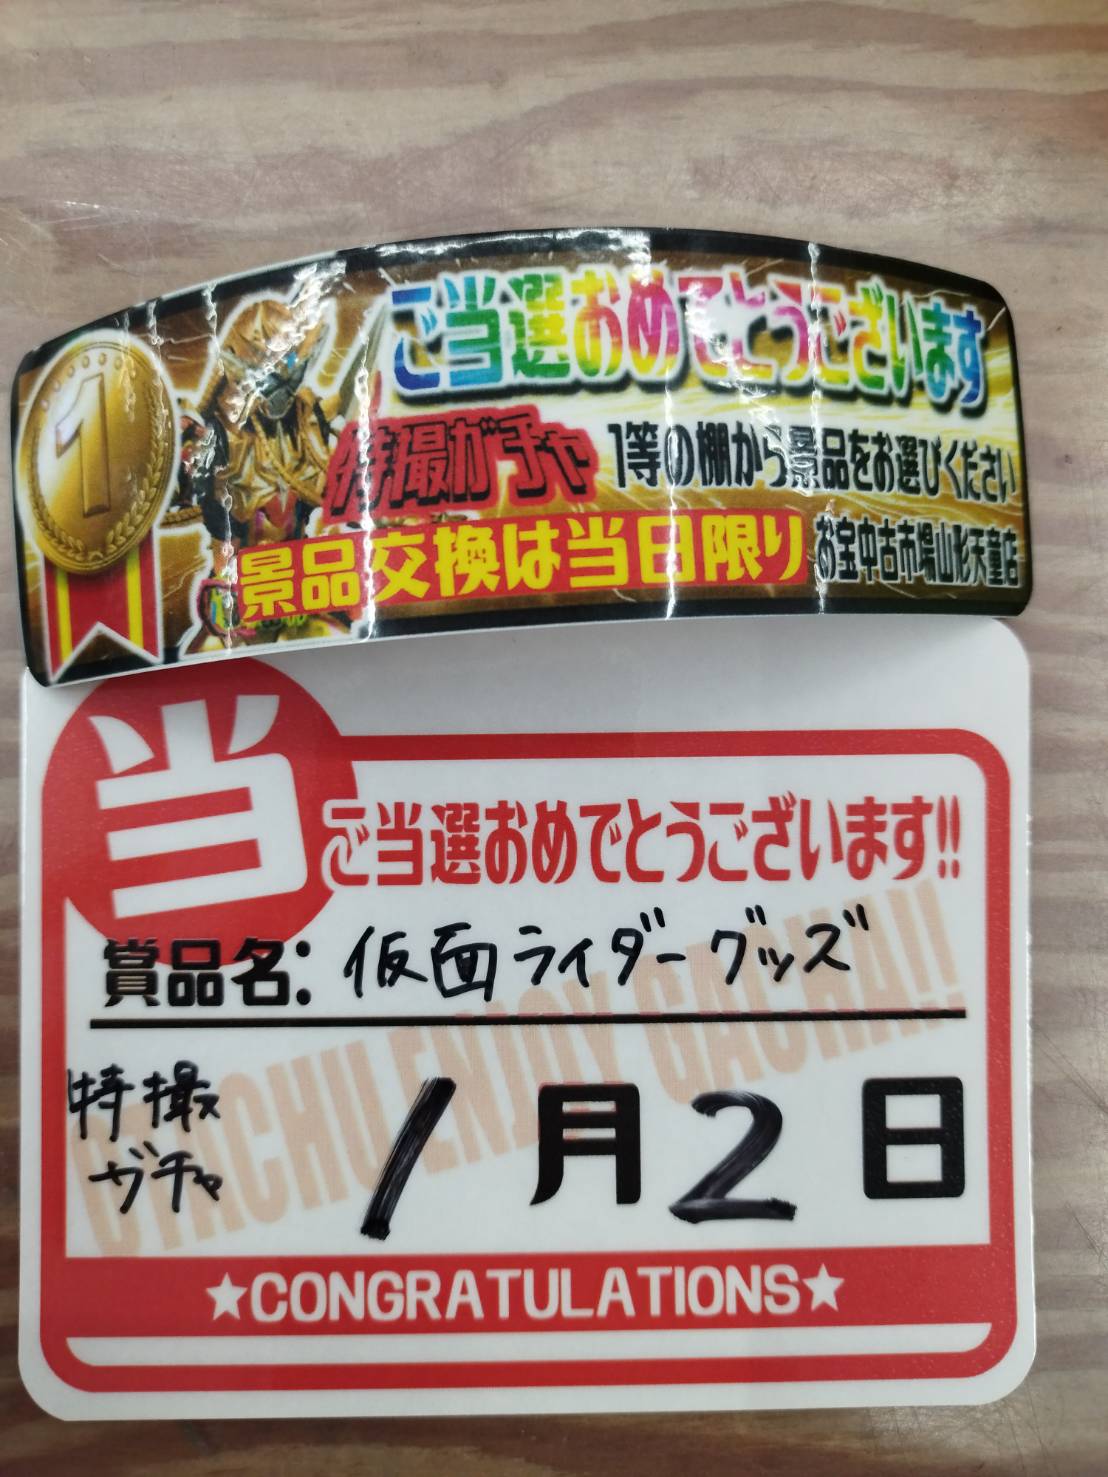 1
ご当選おめでとうございます
特撮ガチャ 1等の棚から景品をお選びください
景品交換は当日限り お宝中古市場山形天童店
当
ご当選おめでとうございます!!
賞品名: 仮面ライダーグッズ
OTACHU ENJOY GACHA!!
特撮
ガチャ
1月2日
★CONGRATULATIONS★